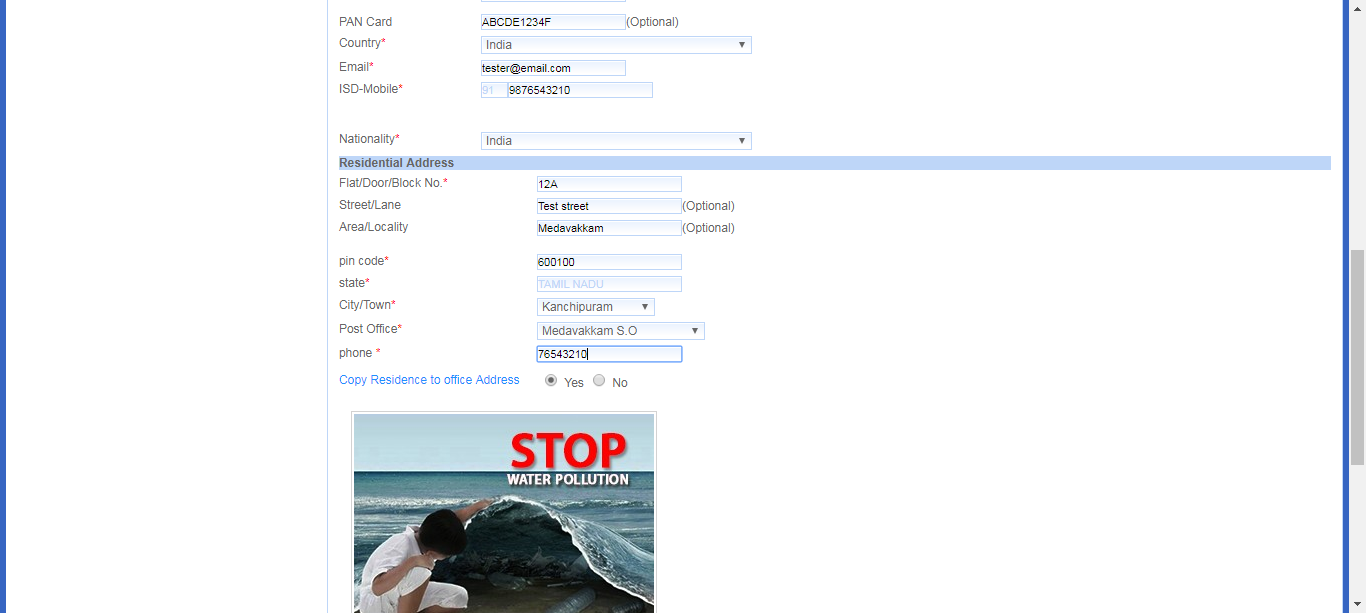 PAN Card ABCDE1234F (Optional)
Country* India
Email* tester@email.com
ISD-Mobile* 91 9876543210
Nationality* India
Residential Address
Flat/Door/Block No.* 12A
Street/Lane Test street (Optional)
Area/Locality Medavakkam (Optional)
pin code* 600100
state* TAMIL NADU
City/Town* Kanchipuram
Post Office* Medavakkam S.O
phone * 76543210
Copy Residence to office Address Yes No
STOP
WATER POLLUTION